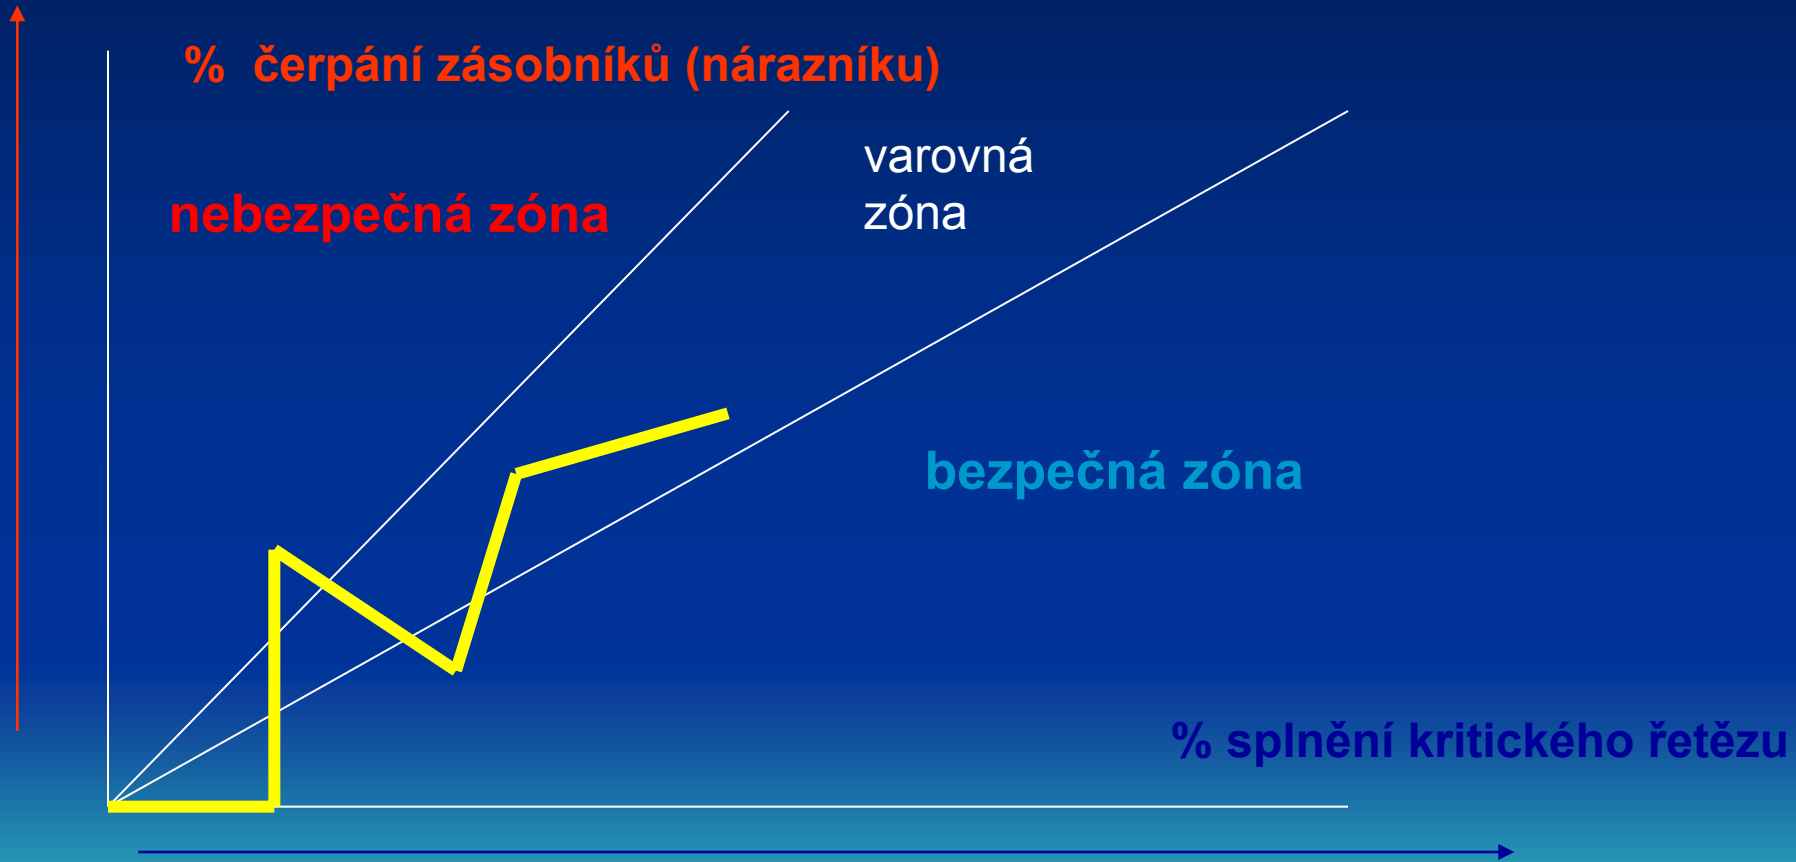 % čerpání zásobníků (nárazníku)
varovná
zóna
nebezpečná zóna
bezpečná zóna
% splnění kritického řetězu